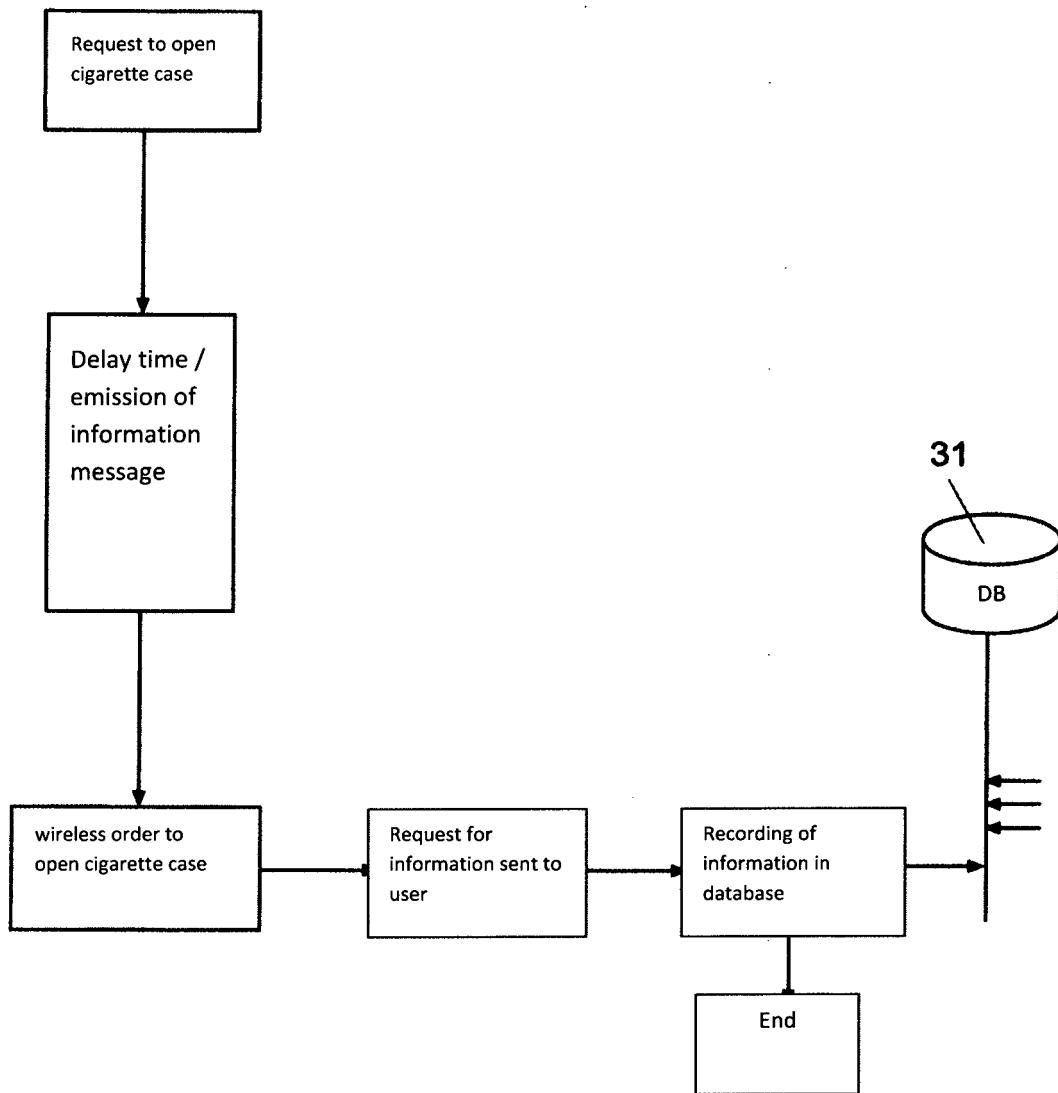 Request to open
cigarette case
Delay time /
emission of
information
message
31
DB
wireless order to
open cigarette case
Request for
information sent to
user
Recording of
information in
database
End